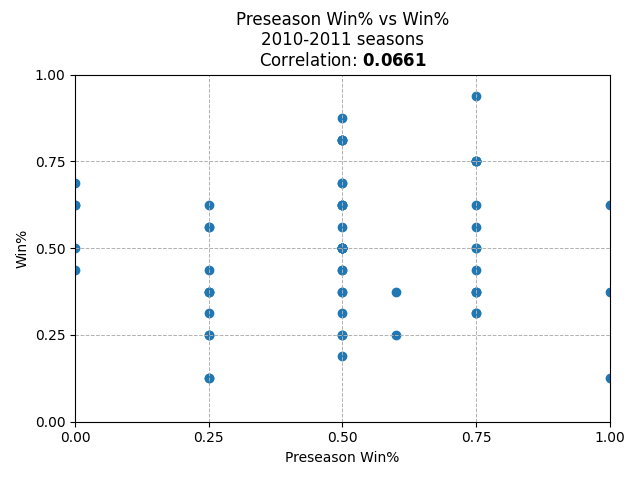 Preseason Win% vs Win%
2010-2011 seasons
Correlation: 0.0661
1.00
0.75
0.50
0.25
0.00
Win%
0.00 0.25 0.50 0.75 1.00
Preseason Win%